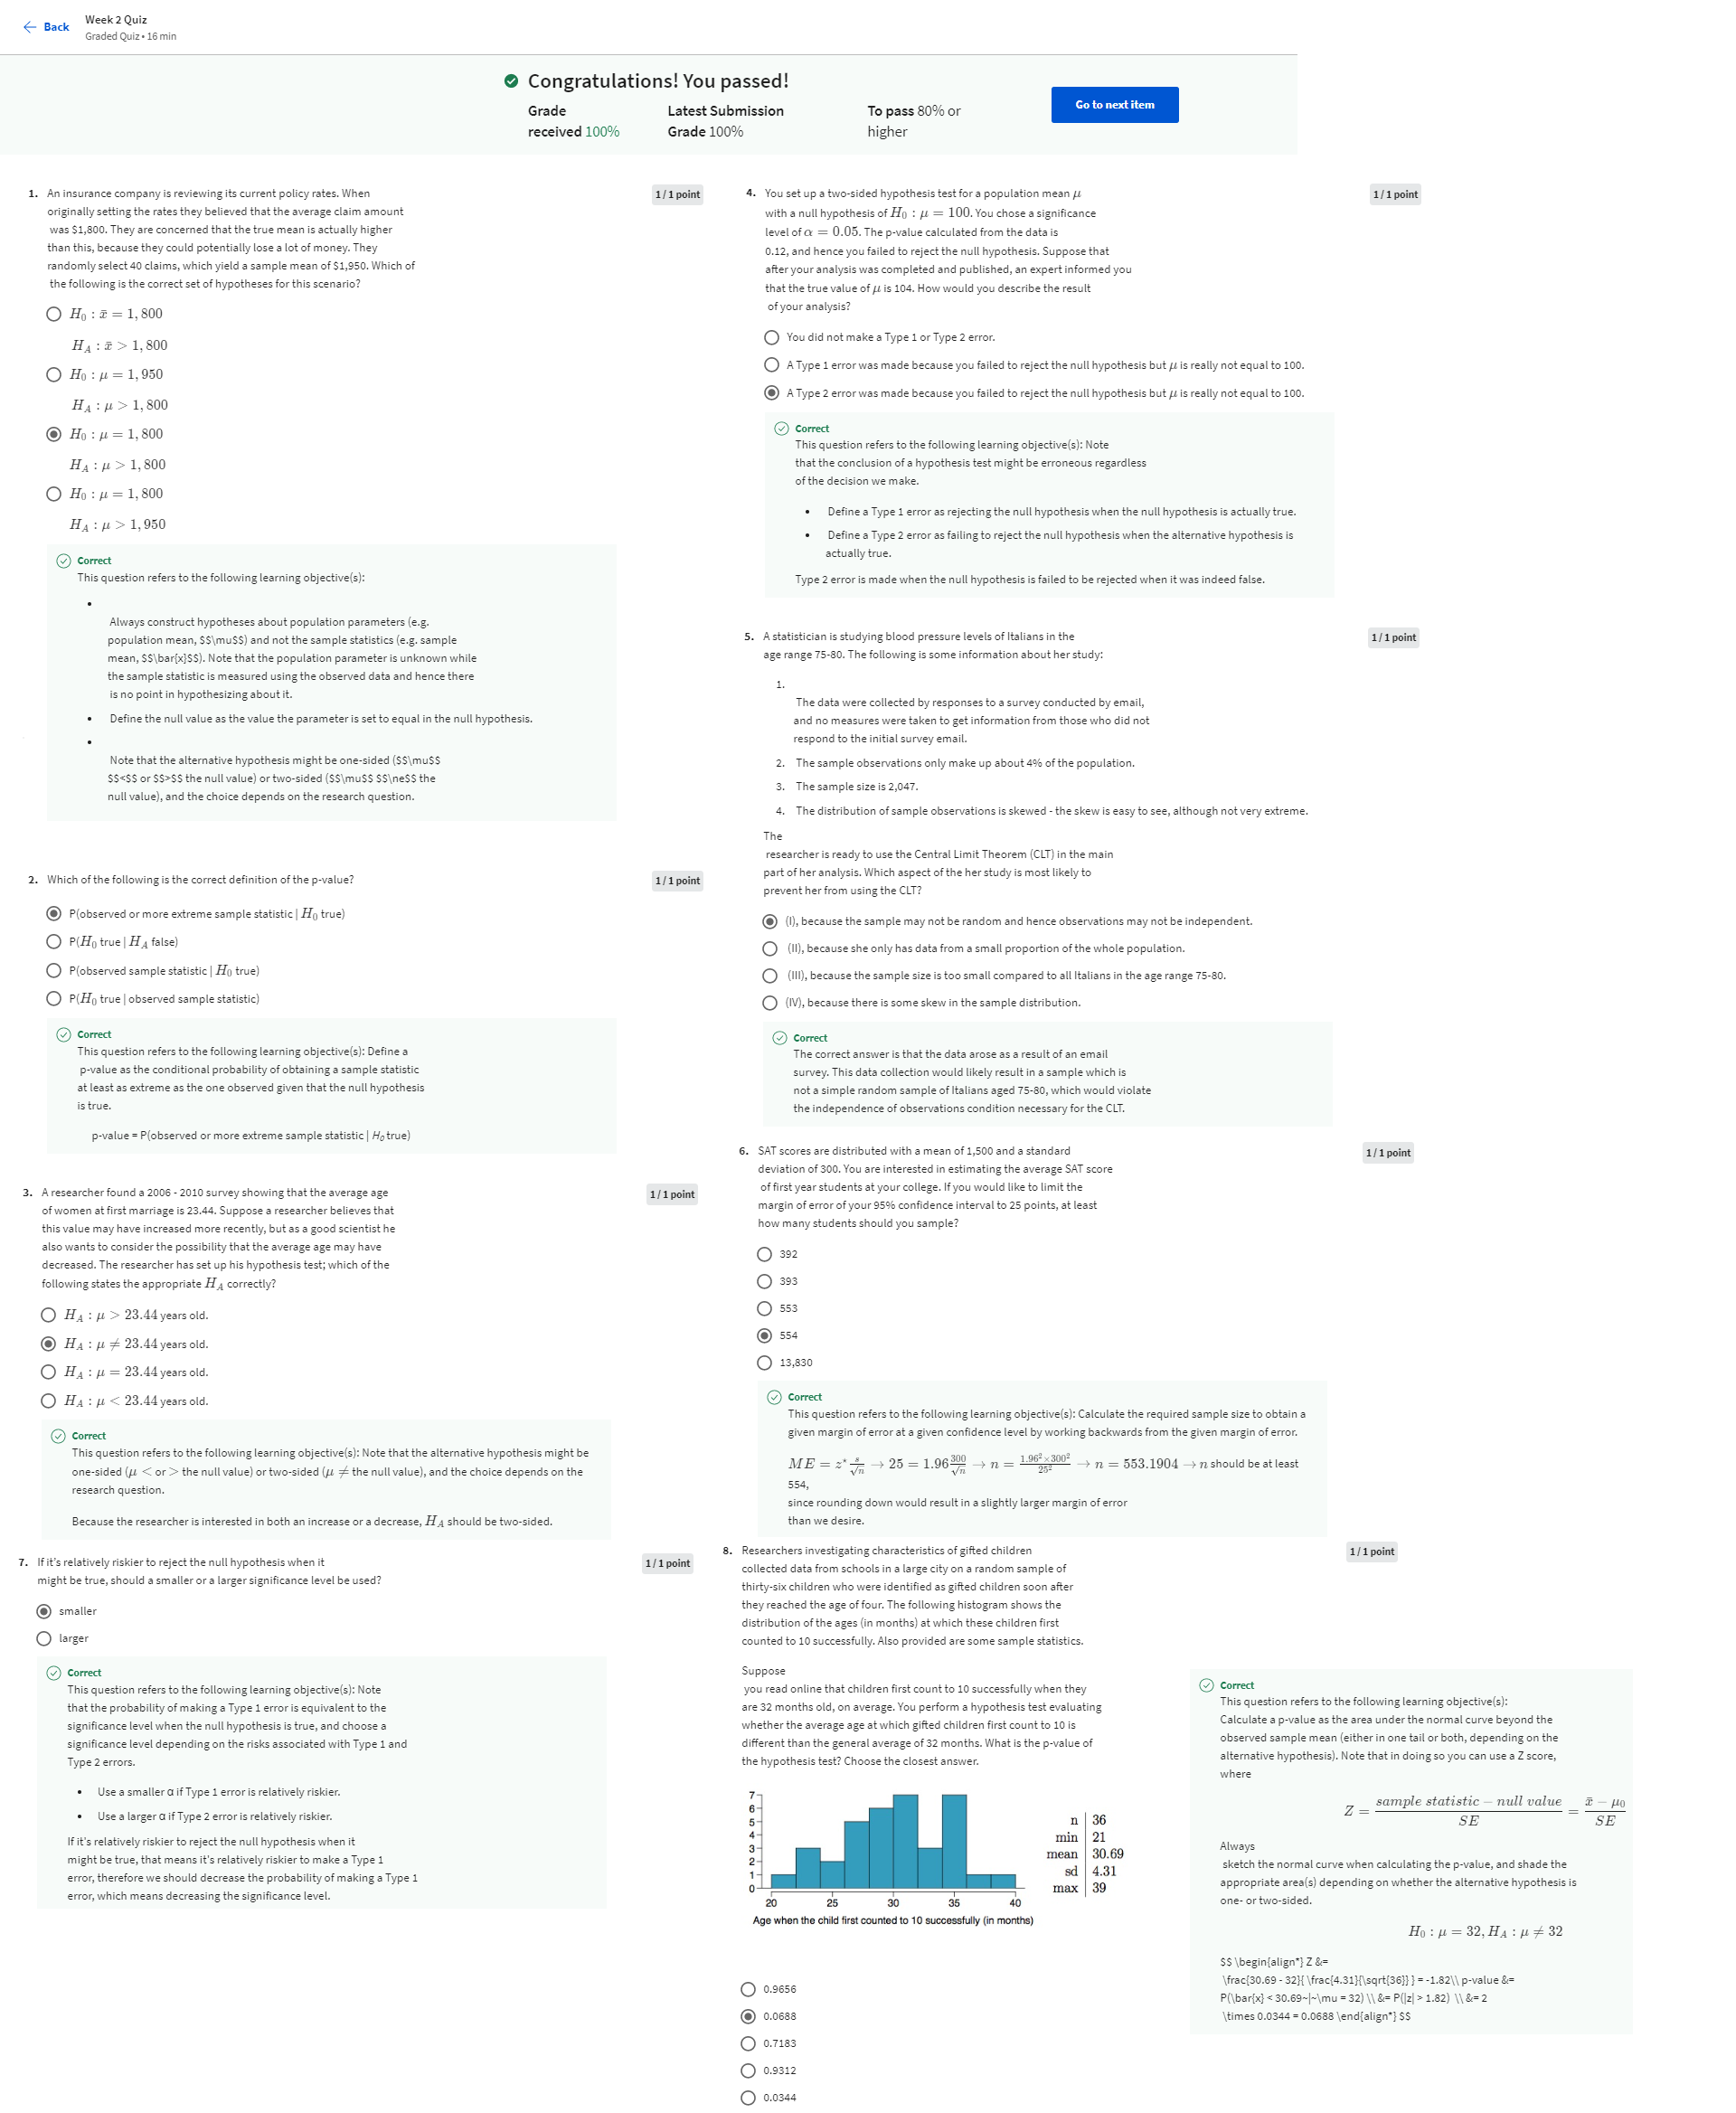 Back
Week 2 Quiz
Graded Quiz • 16 min
Congratulations! You passed!
Grade
received 100%
Latest Submission
Grade 100%
To pass 80% or
higher
Go to next item
1. An insurance company is reviewing its current policy rates. When
originally setting the rates they believed that the average claim amount
was $1,800. They are concerned that the true mean is actually higher
than this, because they could potentially lose a lot of money. They
randomly select 40 claims, which yield a sample mean of $1,950. Which of
the following is the correct set of hypotheses for this scenario?
1 / 1 point
H₀ : x̄ = 1,800
H_A : x̄ > 1,800
H₀ : μ = 1,950
H_A : μ > 1,800
H₀ : μ = 1,800
H_A : μ > 1,800
H₀ : μ = 1,800
H_A : μ > 1,950
Correct
This question refers to the following learning objective(s):
•
Always construct hypotheses about population parameters (e.g.
population mean, $$\mu$$) and not the sample statistics (e.g. sample
mean, $$\bar{x}$$). Note that the population parameter is unknown while
the sample statistic is measured using the observed data and hence there
is no point in hypothesizing about it.
• Define the null value as the value the parameter is set to equal in the null hypothesis.
•
Note that the alternative hypothesis might be one-sided ($$\mu$$
$$<$$ or $$>$$ the null value) or two-sided ($$\mu$$ $$\ne$$ the
null value), and the choice depends on the research question.
2. Which of the following is the correct definition of the p-value?
1 / 1 point
P(observed or more extreme sample statistic | H₀ true)
P(H₀ true | H_A false)
P(observed sample statistic | H₀ true)
P(H₀ true | observed sample statistic)
Correct
This question refers to the following learning objective(s): Define a
p-value as the conditional probability of obtaining a sample statistic
at least as extreme as the one observed given that the null hypothesis
is true.
p-value = P(observed or more extreme sample statistic | H₀ true)
3. A researcher found a 2006 - 2010 survey showing that the average age
of women at first marriage is 23.44. Suppose a researcher believes that
this value may have increased more recently, but as a good scientist he
also wants to consider the possibility that the average age may have
decreased. The researcher has set up his hypothesis test; which of the
following states the appropriate H_A correctly?
1 / 1 point
H_A : μ > 23.44 years old.
H_A : μ ≠ 23.44 years old.
H_A : μ = 23.44 years old.
H_A : μ < 23.44 years old.
Correct
This question refers to the following learning objective(s): Note that the alternative hypothesis might be
one-sided (μ < or > the null value) or two-sided (μ ≠ the null value), and the choice depends on the
research question.
Because the researcher is interested in both an increase or a decrease, H_A should be two-sided.
4. You set up a two-sided hypothesis test for a population mean μ
with a null hypothesis of H₀ : μ = 100. You chose a significance
level of α = 0.05. The p-value calculated from the data is
0.12, and hence you failed to reject the null hypothesis. Suppose that
after your analysis was completed and published, an expert informed you
that the true value of μ is 104. How would you describe the result
of your analysis?
1 / 1 point
You did not make a Type 1 or Type 2 error.
A Type 1 error was made because you failed to reject the null hypothesis but μ is really not equal to 100.
A Type 2 error was made because you failed to reject the null hypothesis but μ is really not equal to 100.
Correct
This question refers to the following learning objective(s): Note
that the conclusion of a hypothesis test might be erroneous regardless
of the decision we make.
• Define a Type 1 error as rejecting the null hypothesis when the null hypothesis is actually true.
• Define a Type 2 error as failing to reject the null hypothesis when the alternative hypothesis is
actually true.
Type 2 error is made when the null hypothesis is failed to be rejected when it was indeed false.
5. A statistician is studying blood pressure levels of Italians in the
age range 75-80. The following is some information about her study:
1 / 1 point
1.
The data were collected by responses to a survey conducted by email,
and no measures were taken to get information from those who did not
respond to the initial survey email.
2. The sample observations only make up about 4% of the population.
3. The sample size is 2,047.
4. The distribution of sample observations is skewed - the skew is easy to see, although not very extreme.
The
researcher is ready to use the Central Limit Theorem (CLT) in the main
part of her analysis. Which aspect of the her study is most likely to
prevent her from using the CLT?
(I), because the sample may not be random and hence observations may not be independent.
(II), because she only has data from a small proportion of the whole population.
(III), because the sample size is too small compared to all Italians in the age range 75-80.
(IV), because there is some skew in the sample distribution.
Correct
The correct answer is that the data arose as a result of an email
survey. This data collection would likely result in a sample which is
not a simple random sample of Italians aged 75-80, which would violate
the independence of observations condition necessary for the CLT.
6. SAT scores are distributed with a mean of 1,500 and a standard
deviation of 300. You are interested in estimating the average SAT score
of first year students at your college. If you would like to limit the
margin of error of your 95% confidence interval to 25 points, at least
how many students should you sample?
1 / 1 point
392
393
553
554
13,830
Correct
This question refers to the following learning objective(s): Calculate the required sample size to obtain a
given margin of error at a given confidence level by working backwards from the given margin of error.
ME = z* s/√n → 25 = 1.96 300/√n → n = 1.96²×300²/25² → n = 553.1904 → n should be at least
554,
since rounding down would result in a slightly larger margin of error
than we desire.
7. If it's relatively riskier to reject the null hypothesis when it
might be true, should a smaller or a larger significance level be used?
1 / 1 point
smaller
larger
Correct
This question refers to the following learning objective(s): Note
that the probability of making a Type 1 error is equivalent to the
significance level when the null hypothesis is true, and choose a
significance level depending on the risks associated with Type 1 and
Type 2 errors.
• Use a smaller α if Type 1 error is relatively riskier.
• Use a larger α if Type 2 error is relatively riskier.
If it's relatively riskier to reject the null hypothesis when it
might be true, that means it's relatively riskier to make a Type 1
error, therefore we should decrease the probability of making a Type 1
error, which means decreasing the significance level.
8. Researchers investigating characteristics of gifted children
collected data from schools in a large city on a random sample of
thirty-six children who were identified as gifted children soon after
they reached the age of four. The following histogram shows the
distribution of the ages (in months) at which these children first
counted to 10 successfully. Also provided are some sample statistics.
1 / 1 point
Suppose
you read online that children first count to 10 successfully when they
are 32 months old, on average. You perform a hypothesis test evaluating
whether the average age at which gifted children first count to 10 is
different than the general average of 32 months. What is the p-value of
the hypothesis test? Choose the closest answer.
7
6
5
4
3
2
1
0
20 25 30 35 40
Age when the child first counted to 10 successfully (in months)
n 36
min 21
mean 30.69
sd 4.31
max 39
0.9656
0.0688
0.7183
0.9312
0.0344
Correct
This question refers to the following learning objective(s):
Calculate a p-value as the area under the normal curve beyond the
observed sample mean (either in one tail or both, depending on the
alternative hypothesis). Note that in doing so you can use a Z score,
where
Z = sample statistic − null value / SE = x̄ − μ₀ / SE
Always
sketch the normal curve when calculating the p-value, and shade the
appropriate area(s) depending on whether the alternative hypothesis is
one- or two-sided.
H₀ : μ = 32, H_A : μ ≠ 32
$$ \begin{align*} Z &=
\frac{30.69 - 32}{ \frac{4.31}{\sqrt{36}} } = -1.82\\ p-value &=
P(\bar{x} < 30.69~|~\mu = 32) \\ &= P(|z| > 1.82) \\ &= 2
\times 0.0344 = 0.0688 \end{align*} $$